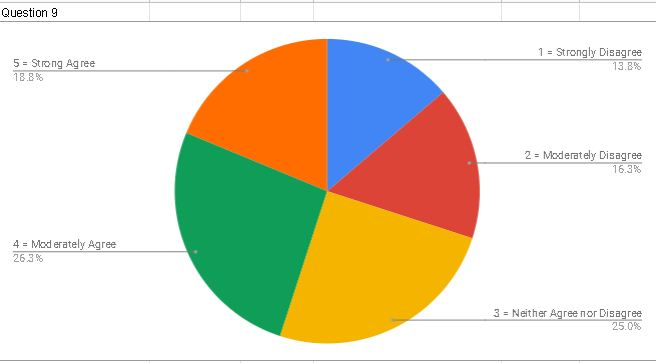 Question 9
1 = Strongly Disagree
13.8%
2 = Moderately Disagree
16.3%
3 = Neither Agree nor Disagree
25.0%
4 = Moderately Agree
26.3%
5 = Strong Agree
18.8%